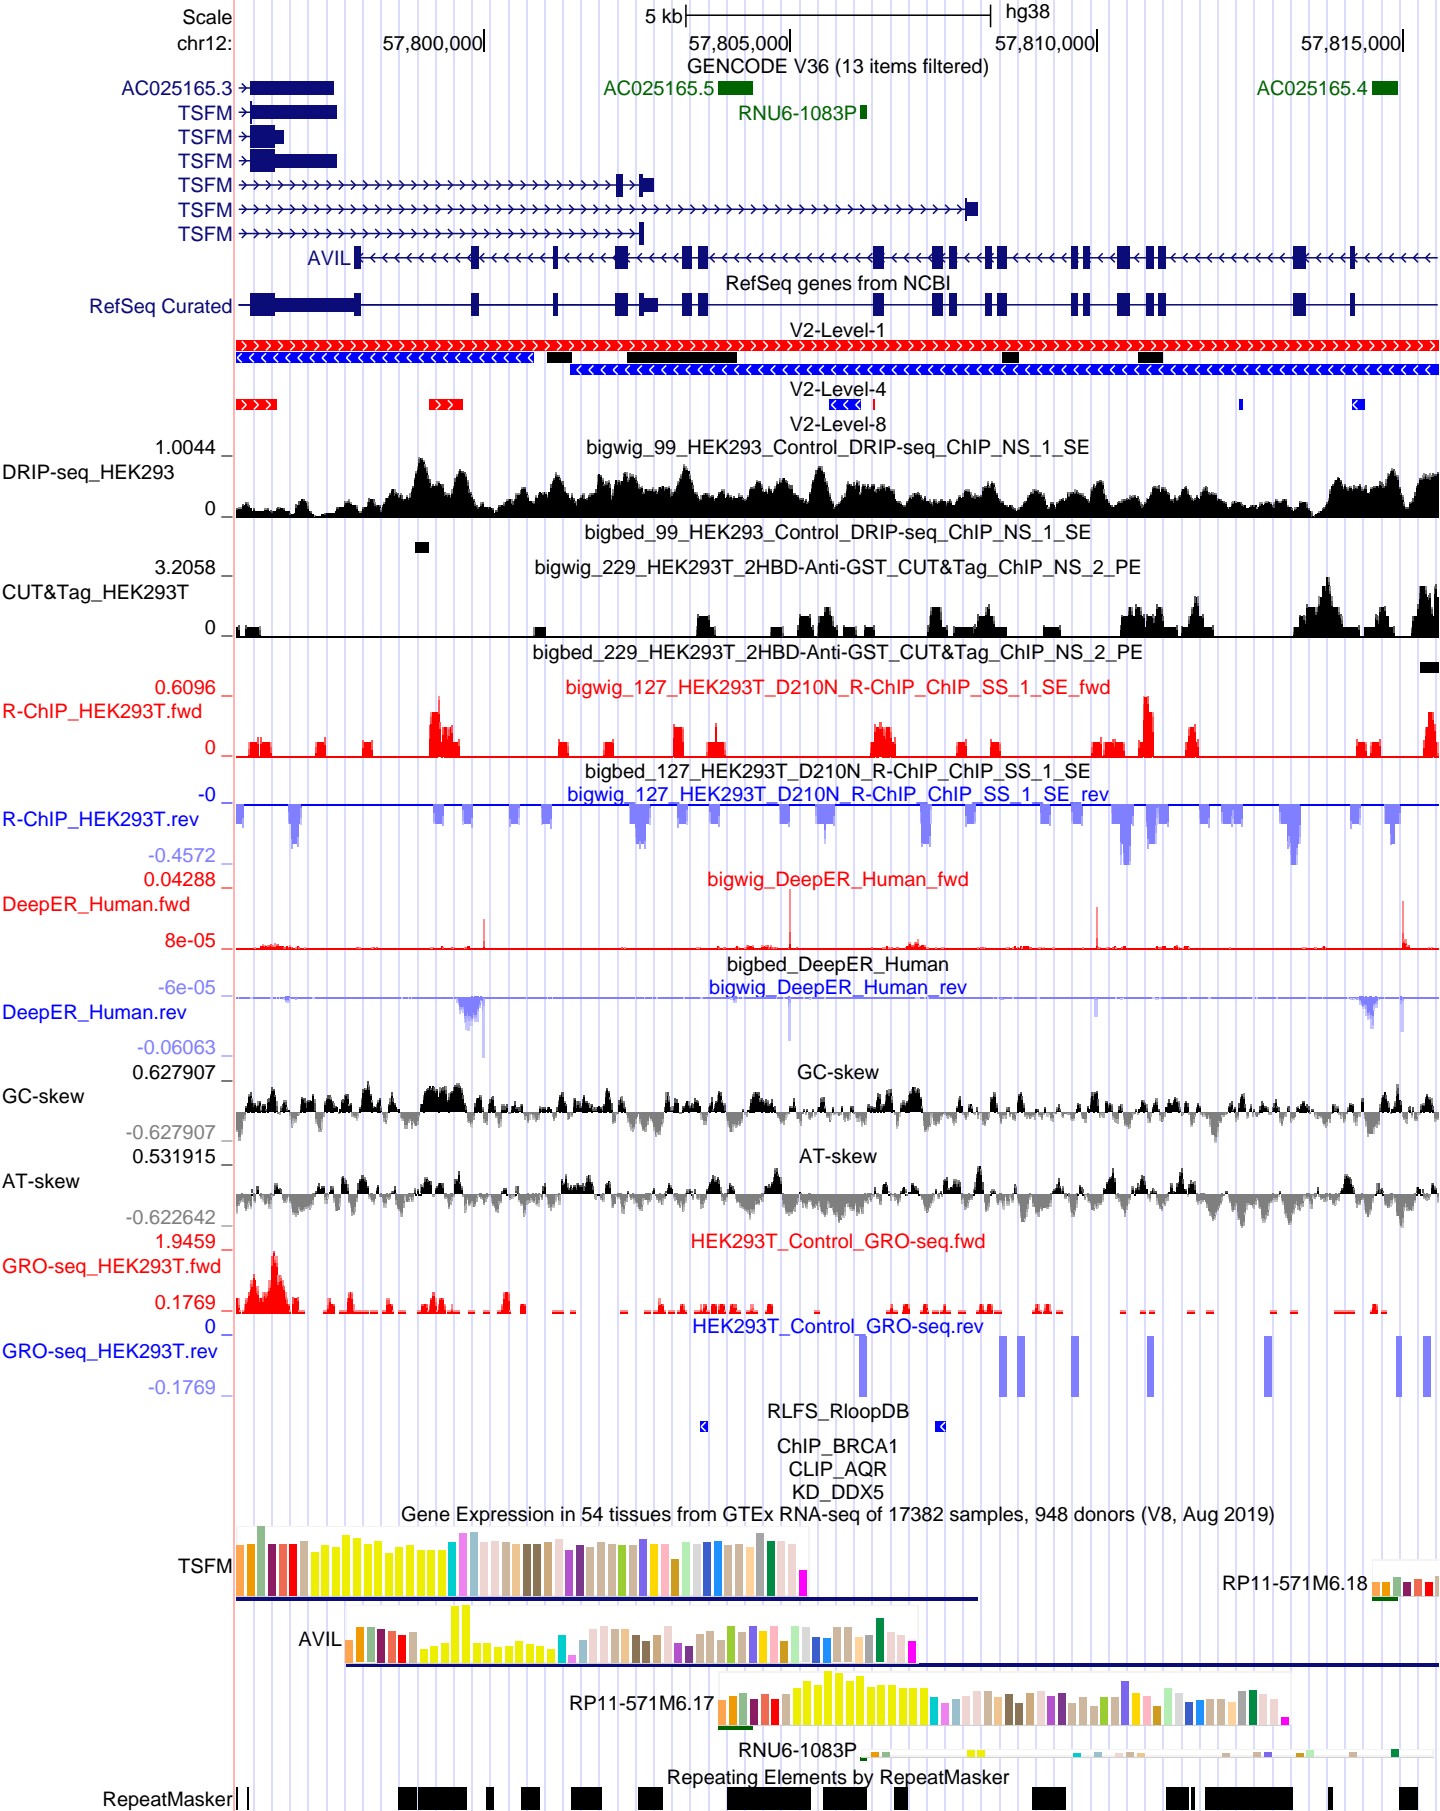 Scale 5 kb hg38
chr12: 57,800,000 57,805,000 57,810,000 57,815,000
GENCODE V36 (13 items filtered)
AC025165.3 AC025165.5 AC025165.4
TSFM RNU6-1083P
TSFM
TSFM
TSFM
TSFM
TSFM
AVIL
RefSeq genes from NCBI
RefSeq Curated
V2-Level-1
V2-Level-4
V2-Level-8
1.0044 bigwig_99_HEK293_Control_DRIP-seq_ChIP_NS_1_SE
DRIP-seq_HEK293
0
bigbed_99_HEK293_Control_DRIP-seq_ChIP_NS_1_SE
3.2058 bigwig_229_HEK293T_2HBD-Anti-GST_CUT&Tag_ChIP_NS_2_PE
CUT&Tag_HEK293T
0
bigbed_229_HEK293T_2HBD-Anti-GST_CUT&Tag_ChIP_NS_2_PE
0.6096 bigwig_127_HEK293T_D210N_R-ChIP_ChIP_SS_1_SE_fwd
R-ChIP_HEK293T.fwd
0
bigbed_127_HEK293T_D210N_R-ChIP_ChIP_SS_1_SE
-0 bigwig_127_HEK293T_D210N_R-ChIP_ChIP_SS_1_SE_rev
R-ChIP_HEK293T.rev
-0.4572
0.04288 bigwig_DeepER_Human_fwd
DeepER_Human.fwd
8e-05
bigbed_DeepER_Human
-6e-05 bigwig_DeepER_Human_rev
DeepER_Human.rev
-0.06063
0.627907 GC-skew
GC-skew
-0.627907
0.531915 AT-skew
AT-skew
-0.622642
1.9459 HEK293T_Control_GRO-seq.fwd
GRO-seq_HEK293T.fwd
0.1769
0 HEK293T_Control_GRO-seq.rev
GRO-seq_HEK293T.rev
-0.1769
RLFS_RloopDB
ChIP_BRCA1
CLIP_AQR
KD_DDX5
Gene Expression in 54 tissues from GTEx RNA-seq of 17382 samples, 948 donors (V8, Aug 2019)
TSFM
RP11-571M6.18
AVIL
RP11-571M6.17
RNU6-1083P
Repeating Elements by RepeatMasker
RepeatMasker